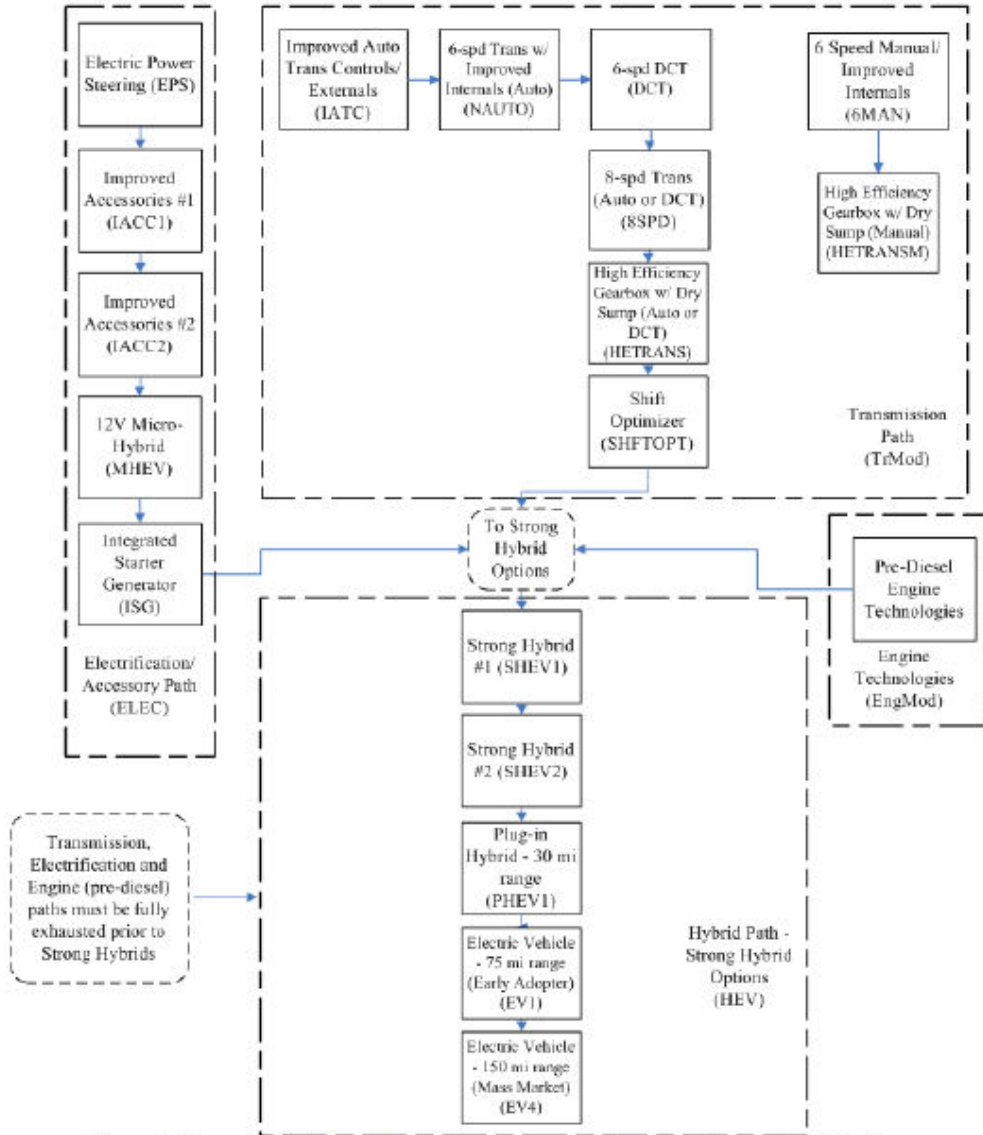 Electric Power
Steering (EPS)
Improved
Accessories #1
(IACC1)
Improved
Accessories #2
(IACC2)
12V Micro-
Hybrid
(MHEV)
Integrated
Starter
Generator
(ISG)
Electrification/
Accessory Path
(ELEC)
Improved Auto
Trans Controls/
Externals
(IATC)
6-spd Trans w/
Improved
Internals (Auto)
(NAUTO)
6-spd DCT
(DCT)
8-spd Trans
(Auto or DCT)
(8SPD)
High Efficiency
Gearbox w/ Dry
Sump (Auto or
DCT)
(HETRANS)
Shift
Optimizer
(SHFTOPT)
6 Speed Manual/
Improved
Internals
(6MAN)
High Efficiency
Gearbox w/ Dry
Sump (Manual)
(HETRANSM)
Transmission
Path
(TrMod)
To Strong
Hybrid
Options
Pre-Diesel
Engine
Technologies
Engine
Technologies
(EngMod)
Strong Hybrid
#1 (SHEV1)
Strong Hybrid
#2 (SHEV2)
Plug-in
Hybrid - 30 mi
range
(PHEV1)
Electric Vehicle
- 75 mi range
(Early Adopter)
(EV1)
Electric Vehicle
- 150 mi range
(Mass Market)
(EV4)
Hybrid Path -
Strong Hybrid
Options
(HEV)
Transmission,
Electrification and
Engine (pre-diesel)
paths must be fully
exhausted prior to
Strong Hybrids